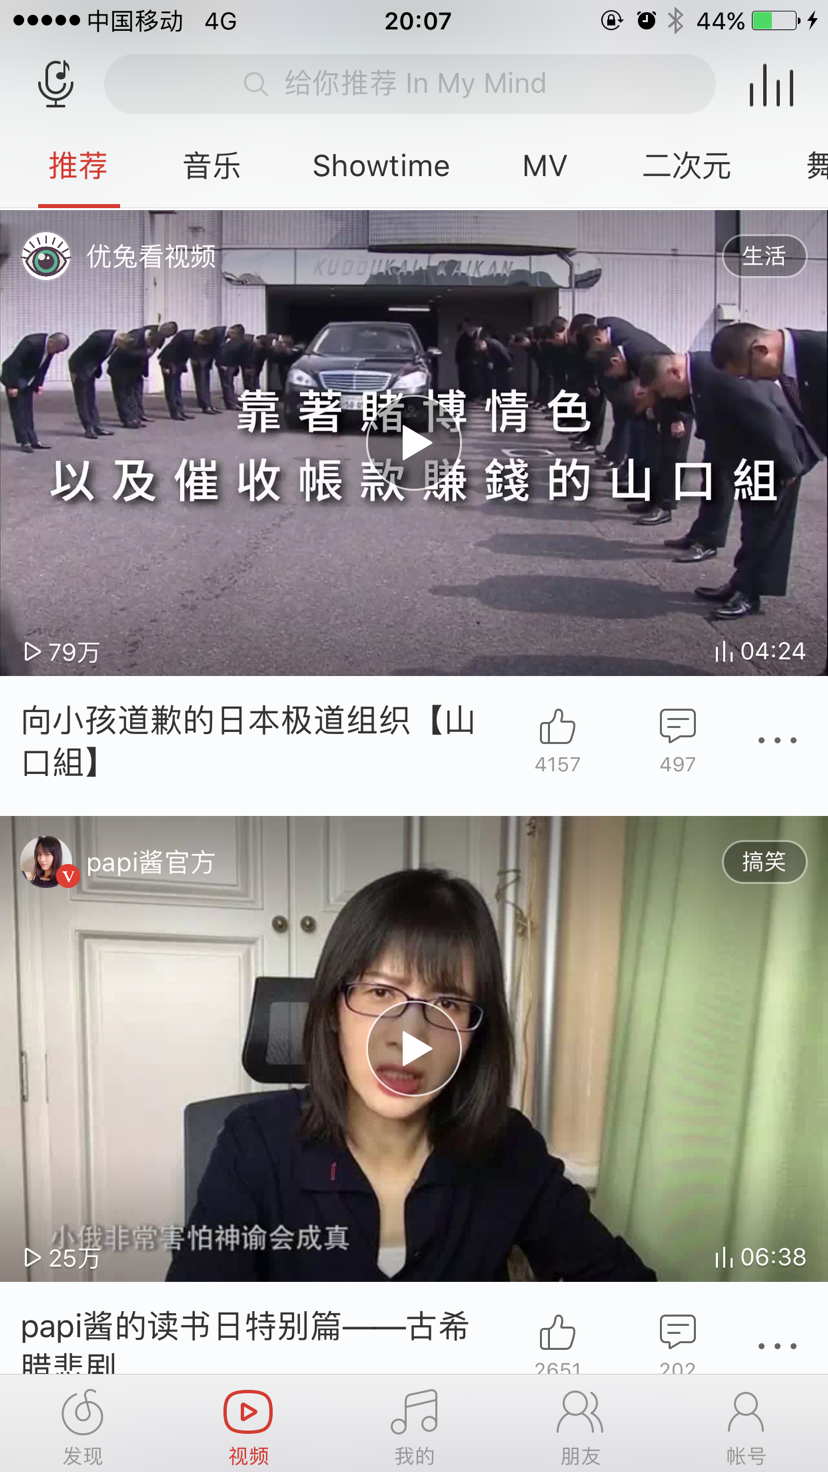 中国移动 4G 20:07 44%
给你推荐 In My Mind
推荐 音乐 Showtime MV 二次元 舞
优兔看视频 生活
KUDDUKAI KAIKAN
靠著賭博情色
以及催收帳款賺錢的山口組
79万 04:24
向小孩道歉的日本极道组织【山
口組】
4157 497
papi酱官方 搞笑
V
小俄非常害怕神谕会成真
25万 06:38
papi酱的读书日特别篇——古希
腊悲剧
2651 202
发现 视频 我的 朋友 帐号